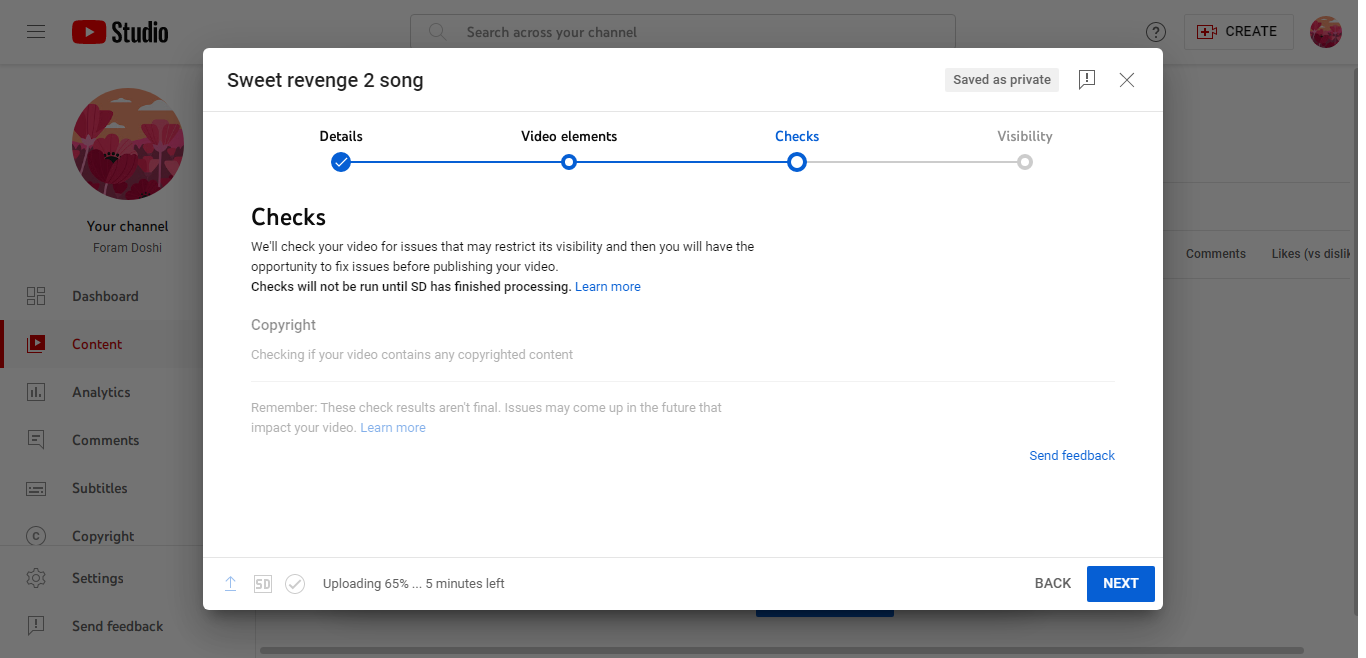 Studio
Search across your channel
CREATE
Sweet revenge 2 song
Saved as private
Details
Video elements
Checks
Visibility
Your channel
Foram Doshi
Dashboard
Content
Analytics
Comments
Subtitles
Copyright
Settings
Send feedback
Checks
We'll check your video for issues that may restrict its visibility and then you will have the
opportunity to fix issues before publishing your video.
Checks will not be run until SD has finished processing. Learn more
Copyright
Checking if your video contains any copyrighted content
Remember: These check results aren't final. Issues may come up in the future that
impact your video. Learn more
Send feedback
Comments
Likes (vs dislik
SD
Uploading 65% ... 5 minutes left
BACK
NEXT